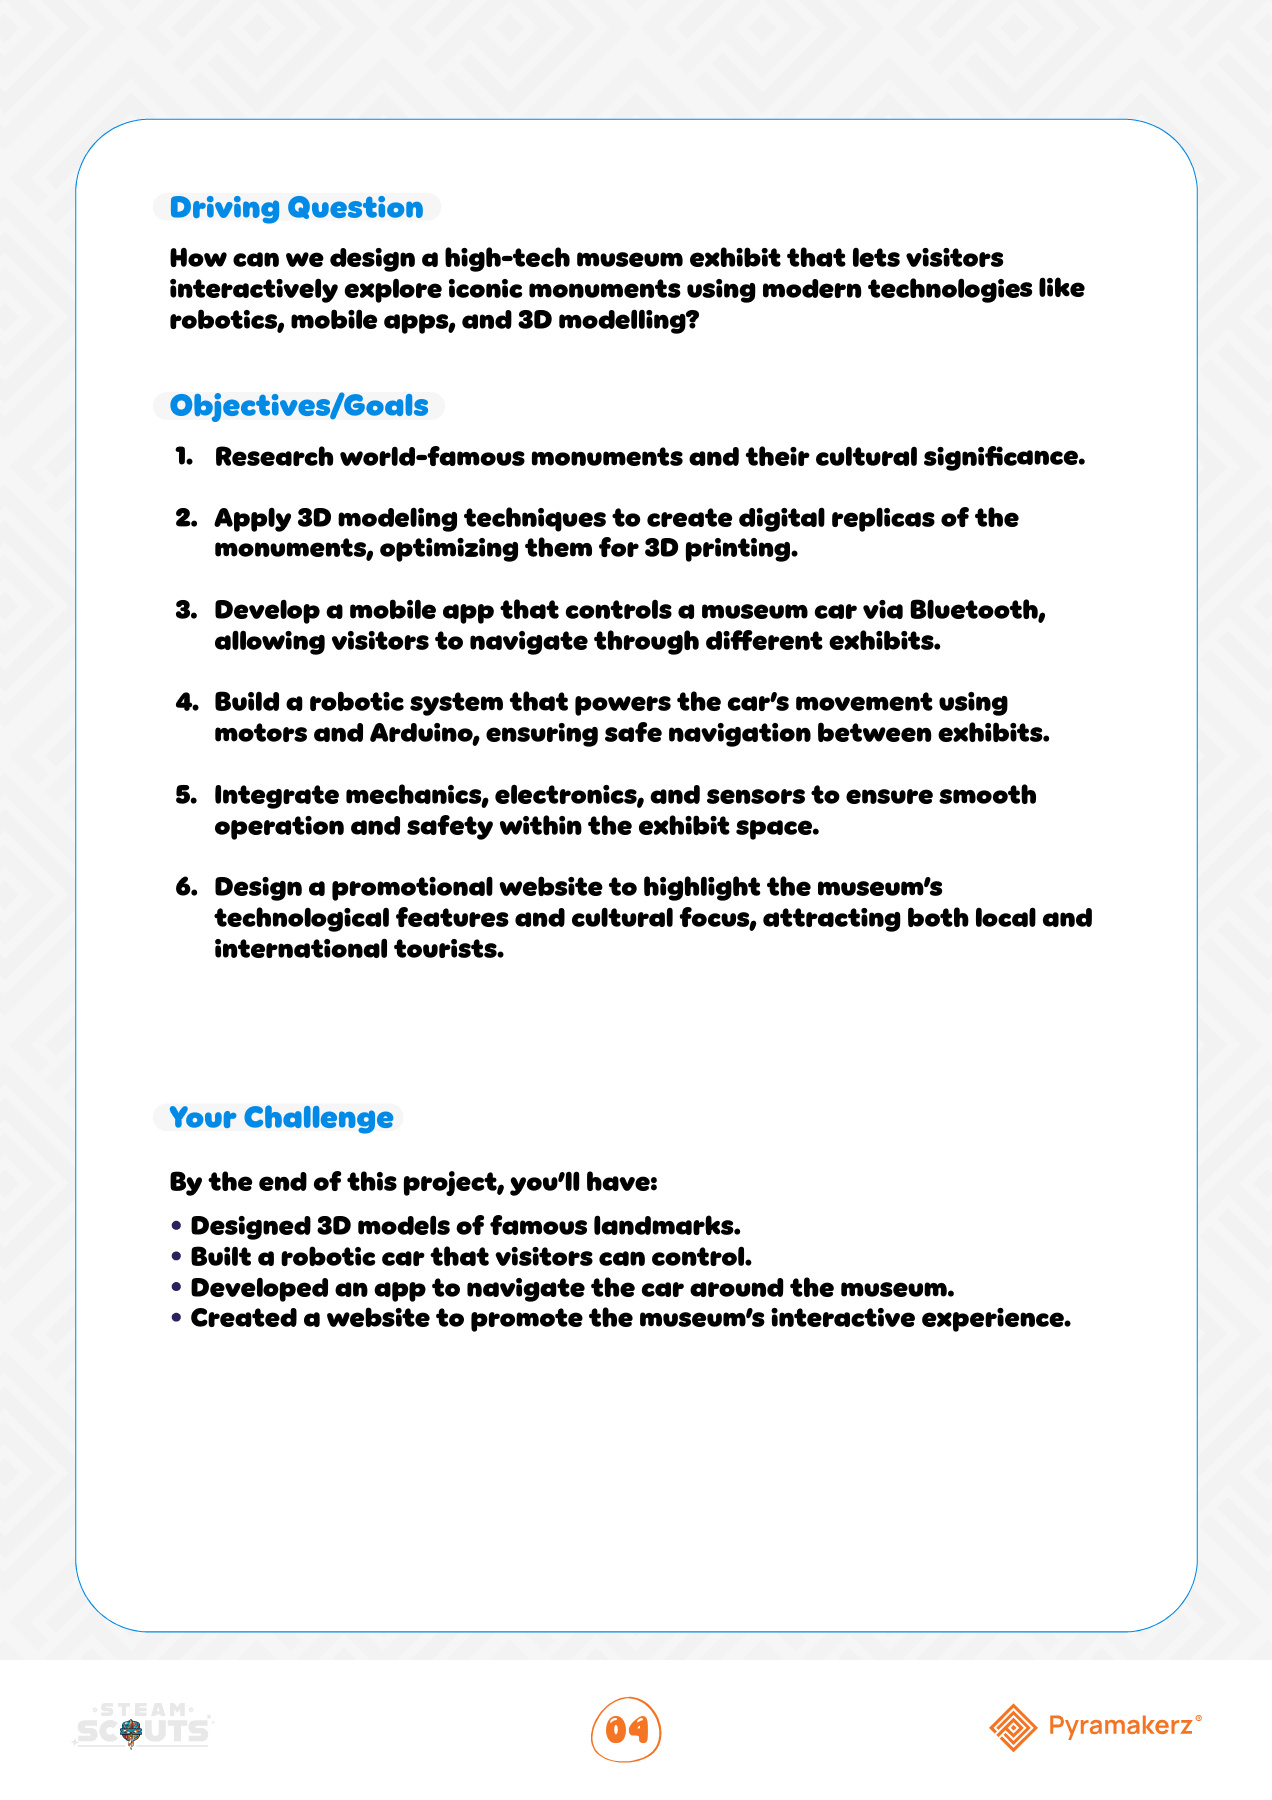 Driving Question
How can we design a high-tech museum exhibit that lets visitors
interactively explore iconic monuments using modern technologies like
robotics, mobile apps, and 3D modelling?
Objectives/Goals
1. Research world-famous monuments and their cultural significance.
2. Apply 3D modeling techniques to create digital replicas of the
monuments, optimizing them for 3D printing.
3. Develop a mobile app that controls a museum car via Bluetooth,
allowing visitors to navigate through different exhibits.
4. Build a robotic system that powers the car's movement using
motors and Arduino, ensuring safe navigation between exhibits.
5. Integrate mechanics, electronics, and sensors to ensure smooth
operation and safety within the exhibit space.
6. Design a promotional website to highlight the museum's
technological features and cultural focus, attracting both local and
international tourists.
Your Challenge
By the end of this project, you'll have:
• Designed 3D models of famous landmarks.
• Built a robotic car that visitors can control.
• Developed an app to navigate the car around the museum.
• Created a website to promote the museum's interactive experience.
STEAM
SCOUTS
04
Pyramakerz®